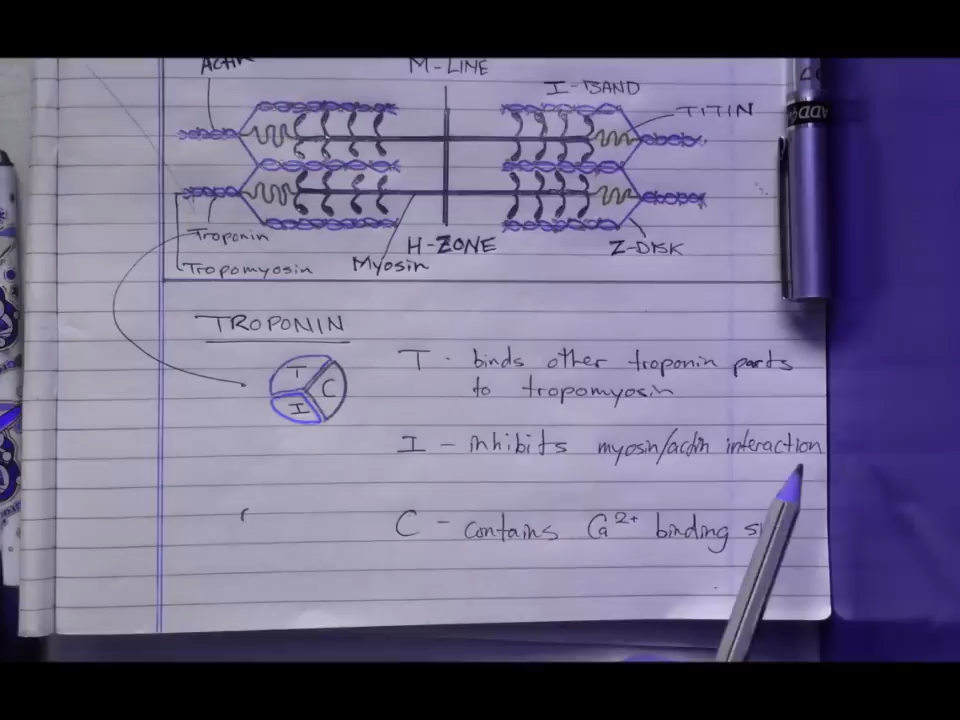 M-LINE
I-BAND
TITIN
Troponin
H-ZONE
Z-DISK
Tropomyosin
Myosin
TROPONIN
T
C
I
T - binds other troponin parts
to tropomyosin
I - inhibits myosin/actin interaction
C - contains Ca²⁺ binding